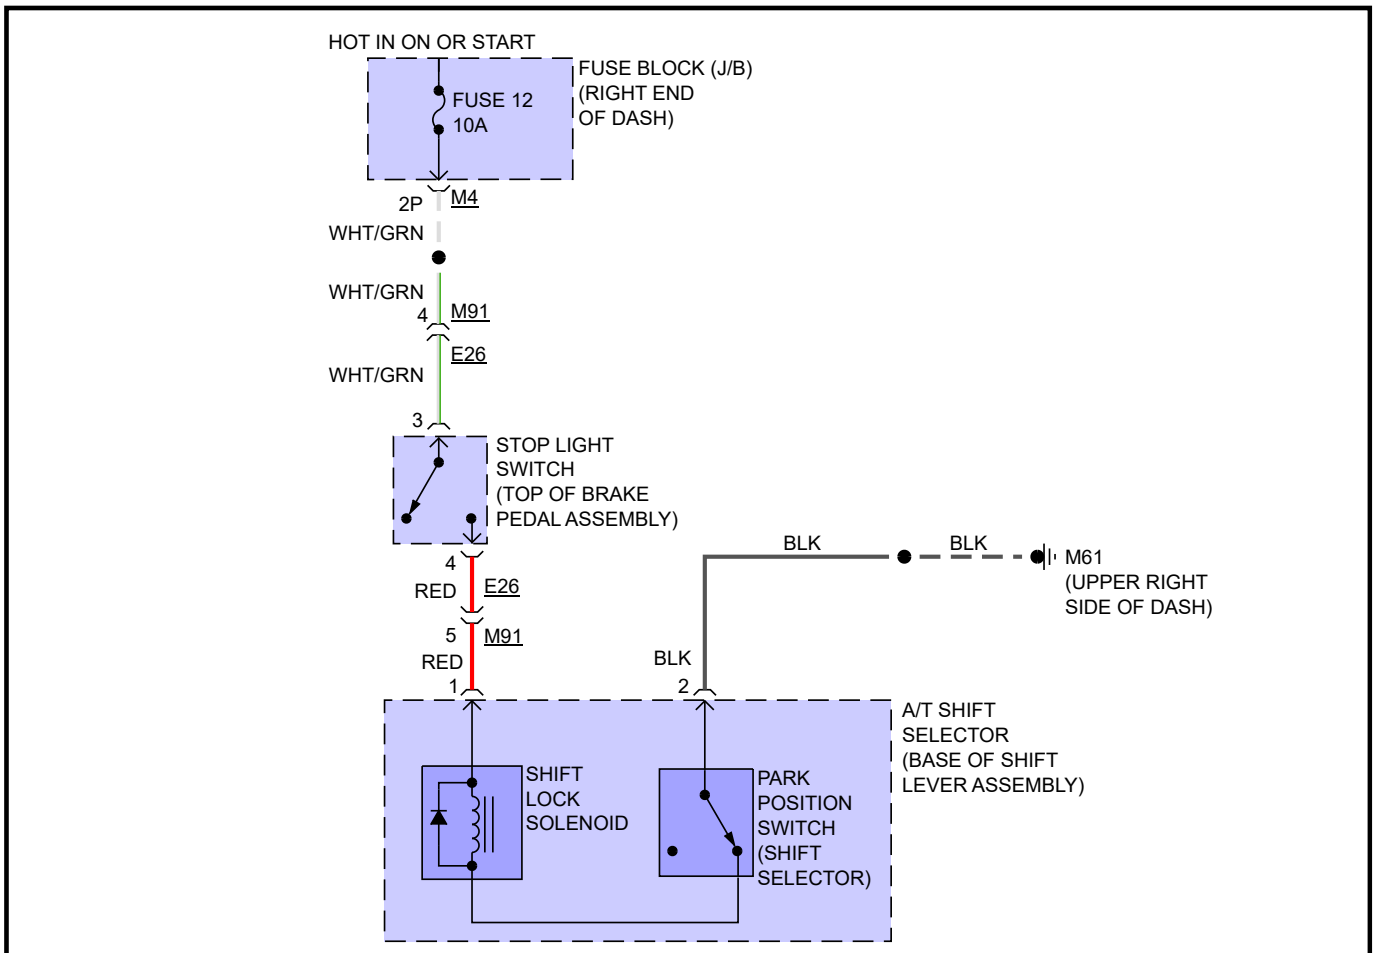 HOT IN ON OR START
FUSE BLOCK (J/B)
(RIGHT END
OF DASH)
FUSE 12
10A
2P
M4
WHT/GRN
WHT/GRN
4
M91
E26
WHT/GRN
3
STOP LIGHT
SWITCH
(TOP OF BRAKE
PEDAL ASSEMBLY)
4
RED
E26
5
M91
RED
1
BLK
BLK
M61
(UPPER RIGHT
SIDE OF DASH)
BLK
2
A/T SHIFT
SELECTOR
(BASE OF SHIFT
LEVER ASSEMBLY)
SHIFT
LOCK
SOLENOID
PARK
POSITION
SWITCH
(SHIFT
SELECTOR)